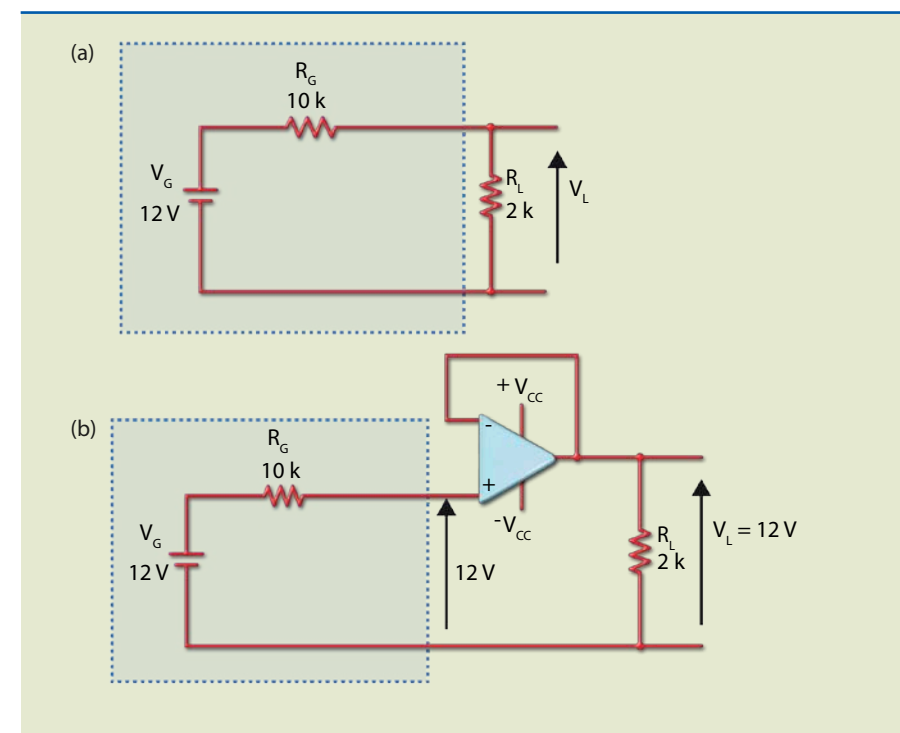 (a)
R_G
10 k
V_G
12 V
R_L
2 k
V_L
(b)
+ V_CC
-
+
-V_CC
R_G
10 k
V_G
12 V
12 V
R_L
2 k
V_L = 12 V